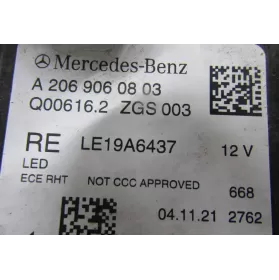 Mercedes-Benz
A 206 906 08 03
Q00616.2 ZGS 003
RE LE19A6437 12 V
LED
ECE RHT NOT CCC APPROVED 668
04.11.21 2762